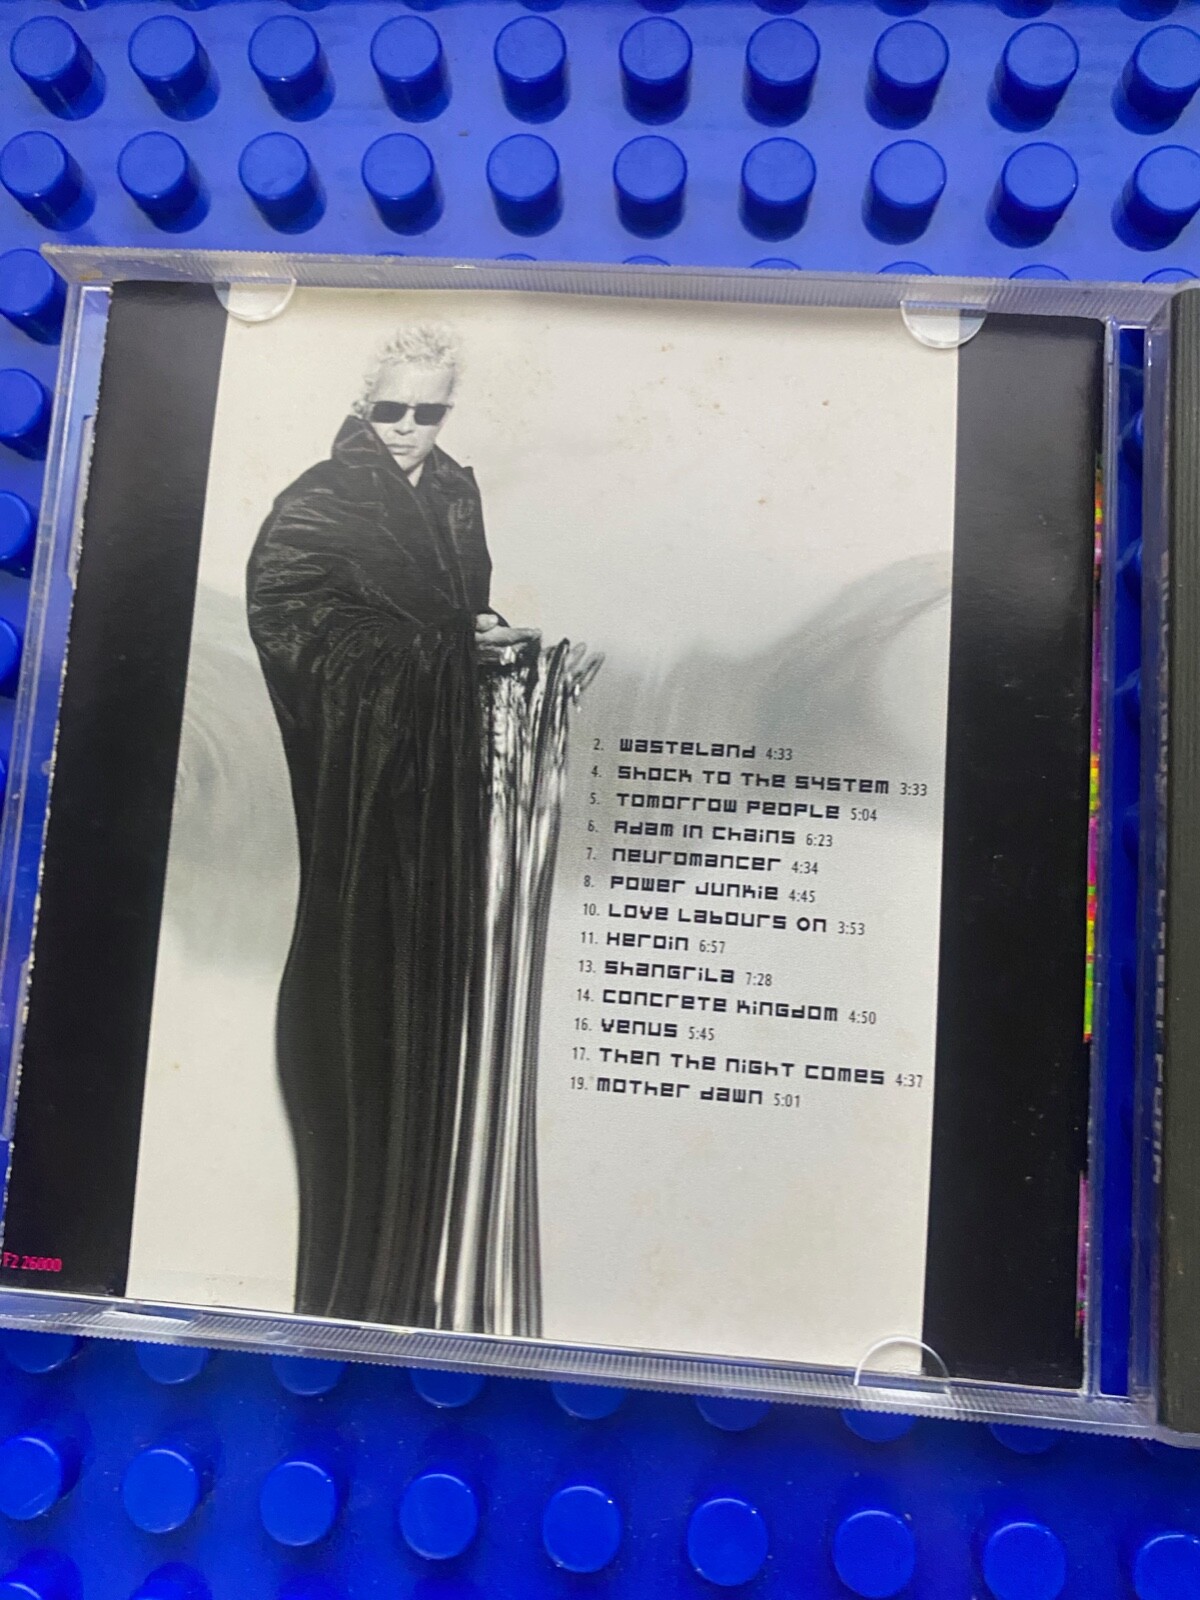 2. Wasteland 4:33
4. Shock to the System 3:33
5. Tomorrow People 5:04
6. Adam in Chains 6:23
7. Neuromancer 4:34
8. Power Junkie 4:45
10. Love Labours On 3:53
11. Heroin 6:57
13. Shangrila 7:28
14. Concrete Kingdom 4:50
16. Venus 5:45
17. Then the Night Comes 4:37
19. Mother Dawn 5:01
F2 26000